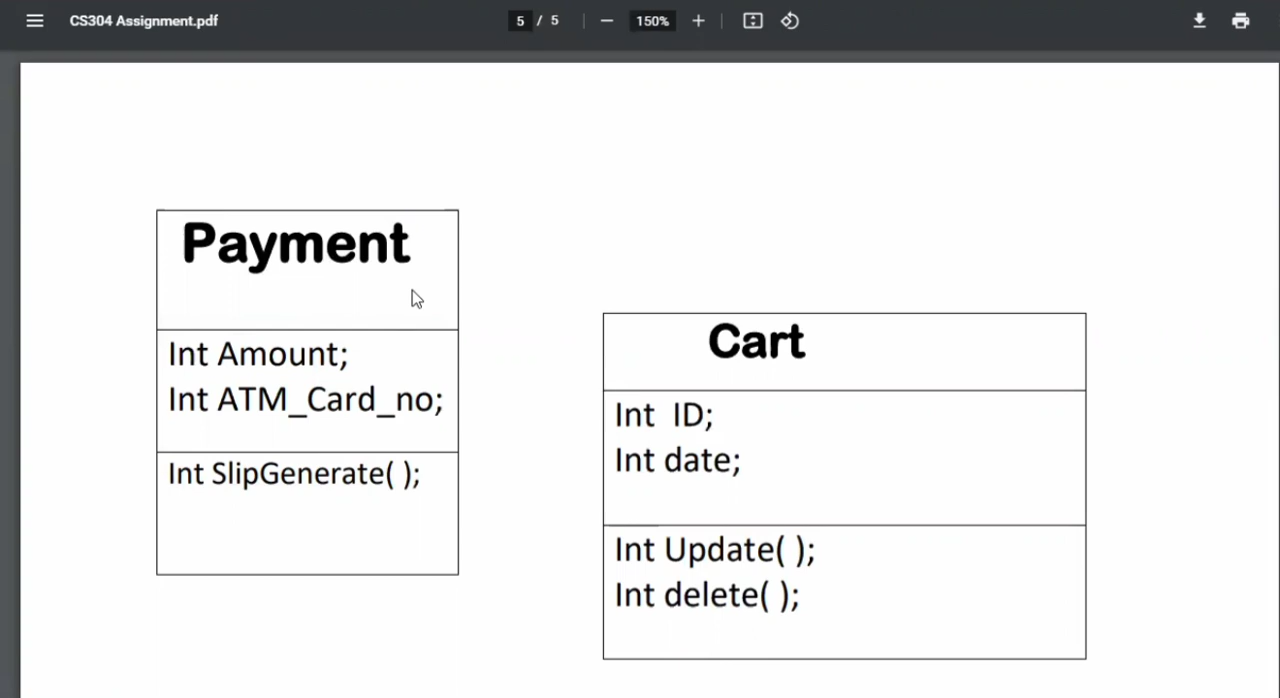 CS304 Assignment.pdf
5 / 5
150%
Payment
Int Amount;
Int ATM_Card_no;
Int SlipGenerate( );
Cart
Int  ID;
Int date;
Int Update( );
Int delete( );